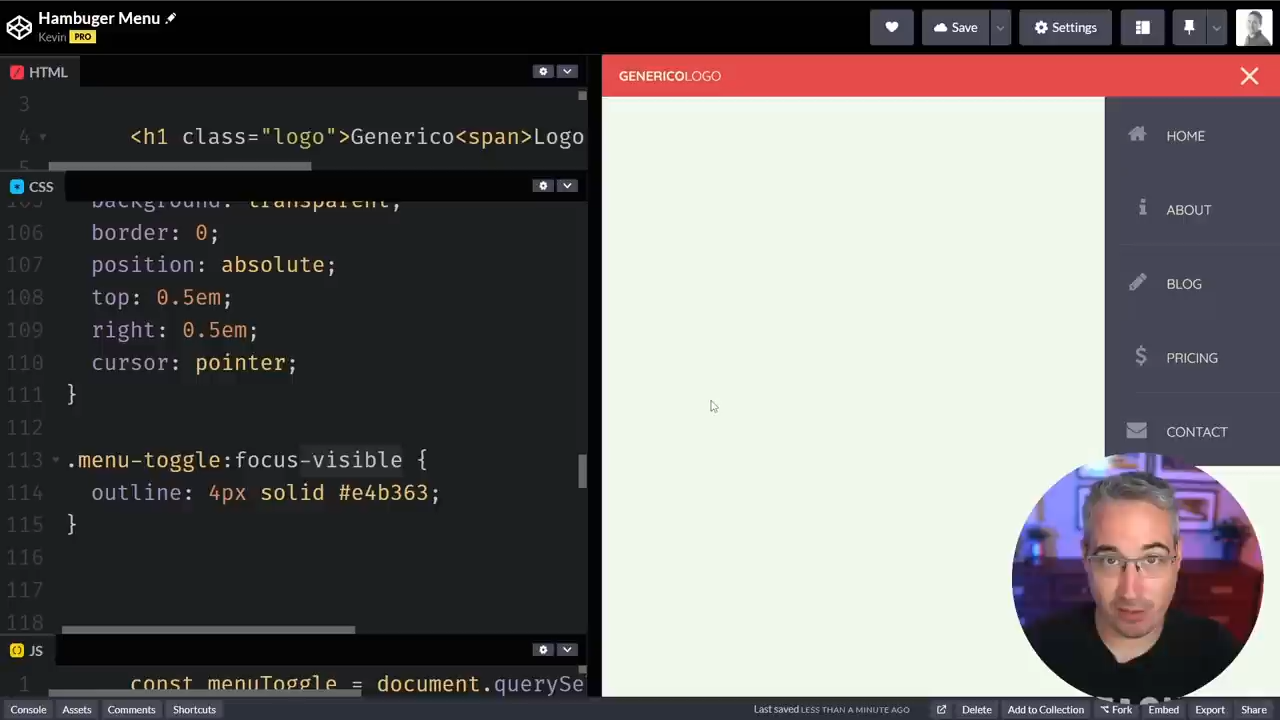 Hambuger Menu
Kevin PRO
Save
Settings
HTML
3
4 <h1 class="logo">Generico<span>Logo
5
CSS
105 background: transparent;
106 border: 0;
107 position: absolute;
108 top: 0.5em;
109 right: 0.5em;
110 cursor: pointer;
111 }
112
113 .menu-toggle:focus-visible {
114 outline: 4px solid #e4b363;
115 }
116
117
118
JS
1 const menuToggle = document.querySe
GENERICOLOGO
HOME
ABOUT
BLOG
PRICING
CONTACT
Console Assets Comments Shortcuts
Last saved LESS THAN A MINUTE AGO
Delete Add to Collection Fork Embed Export Share